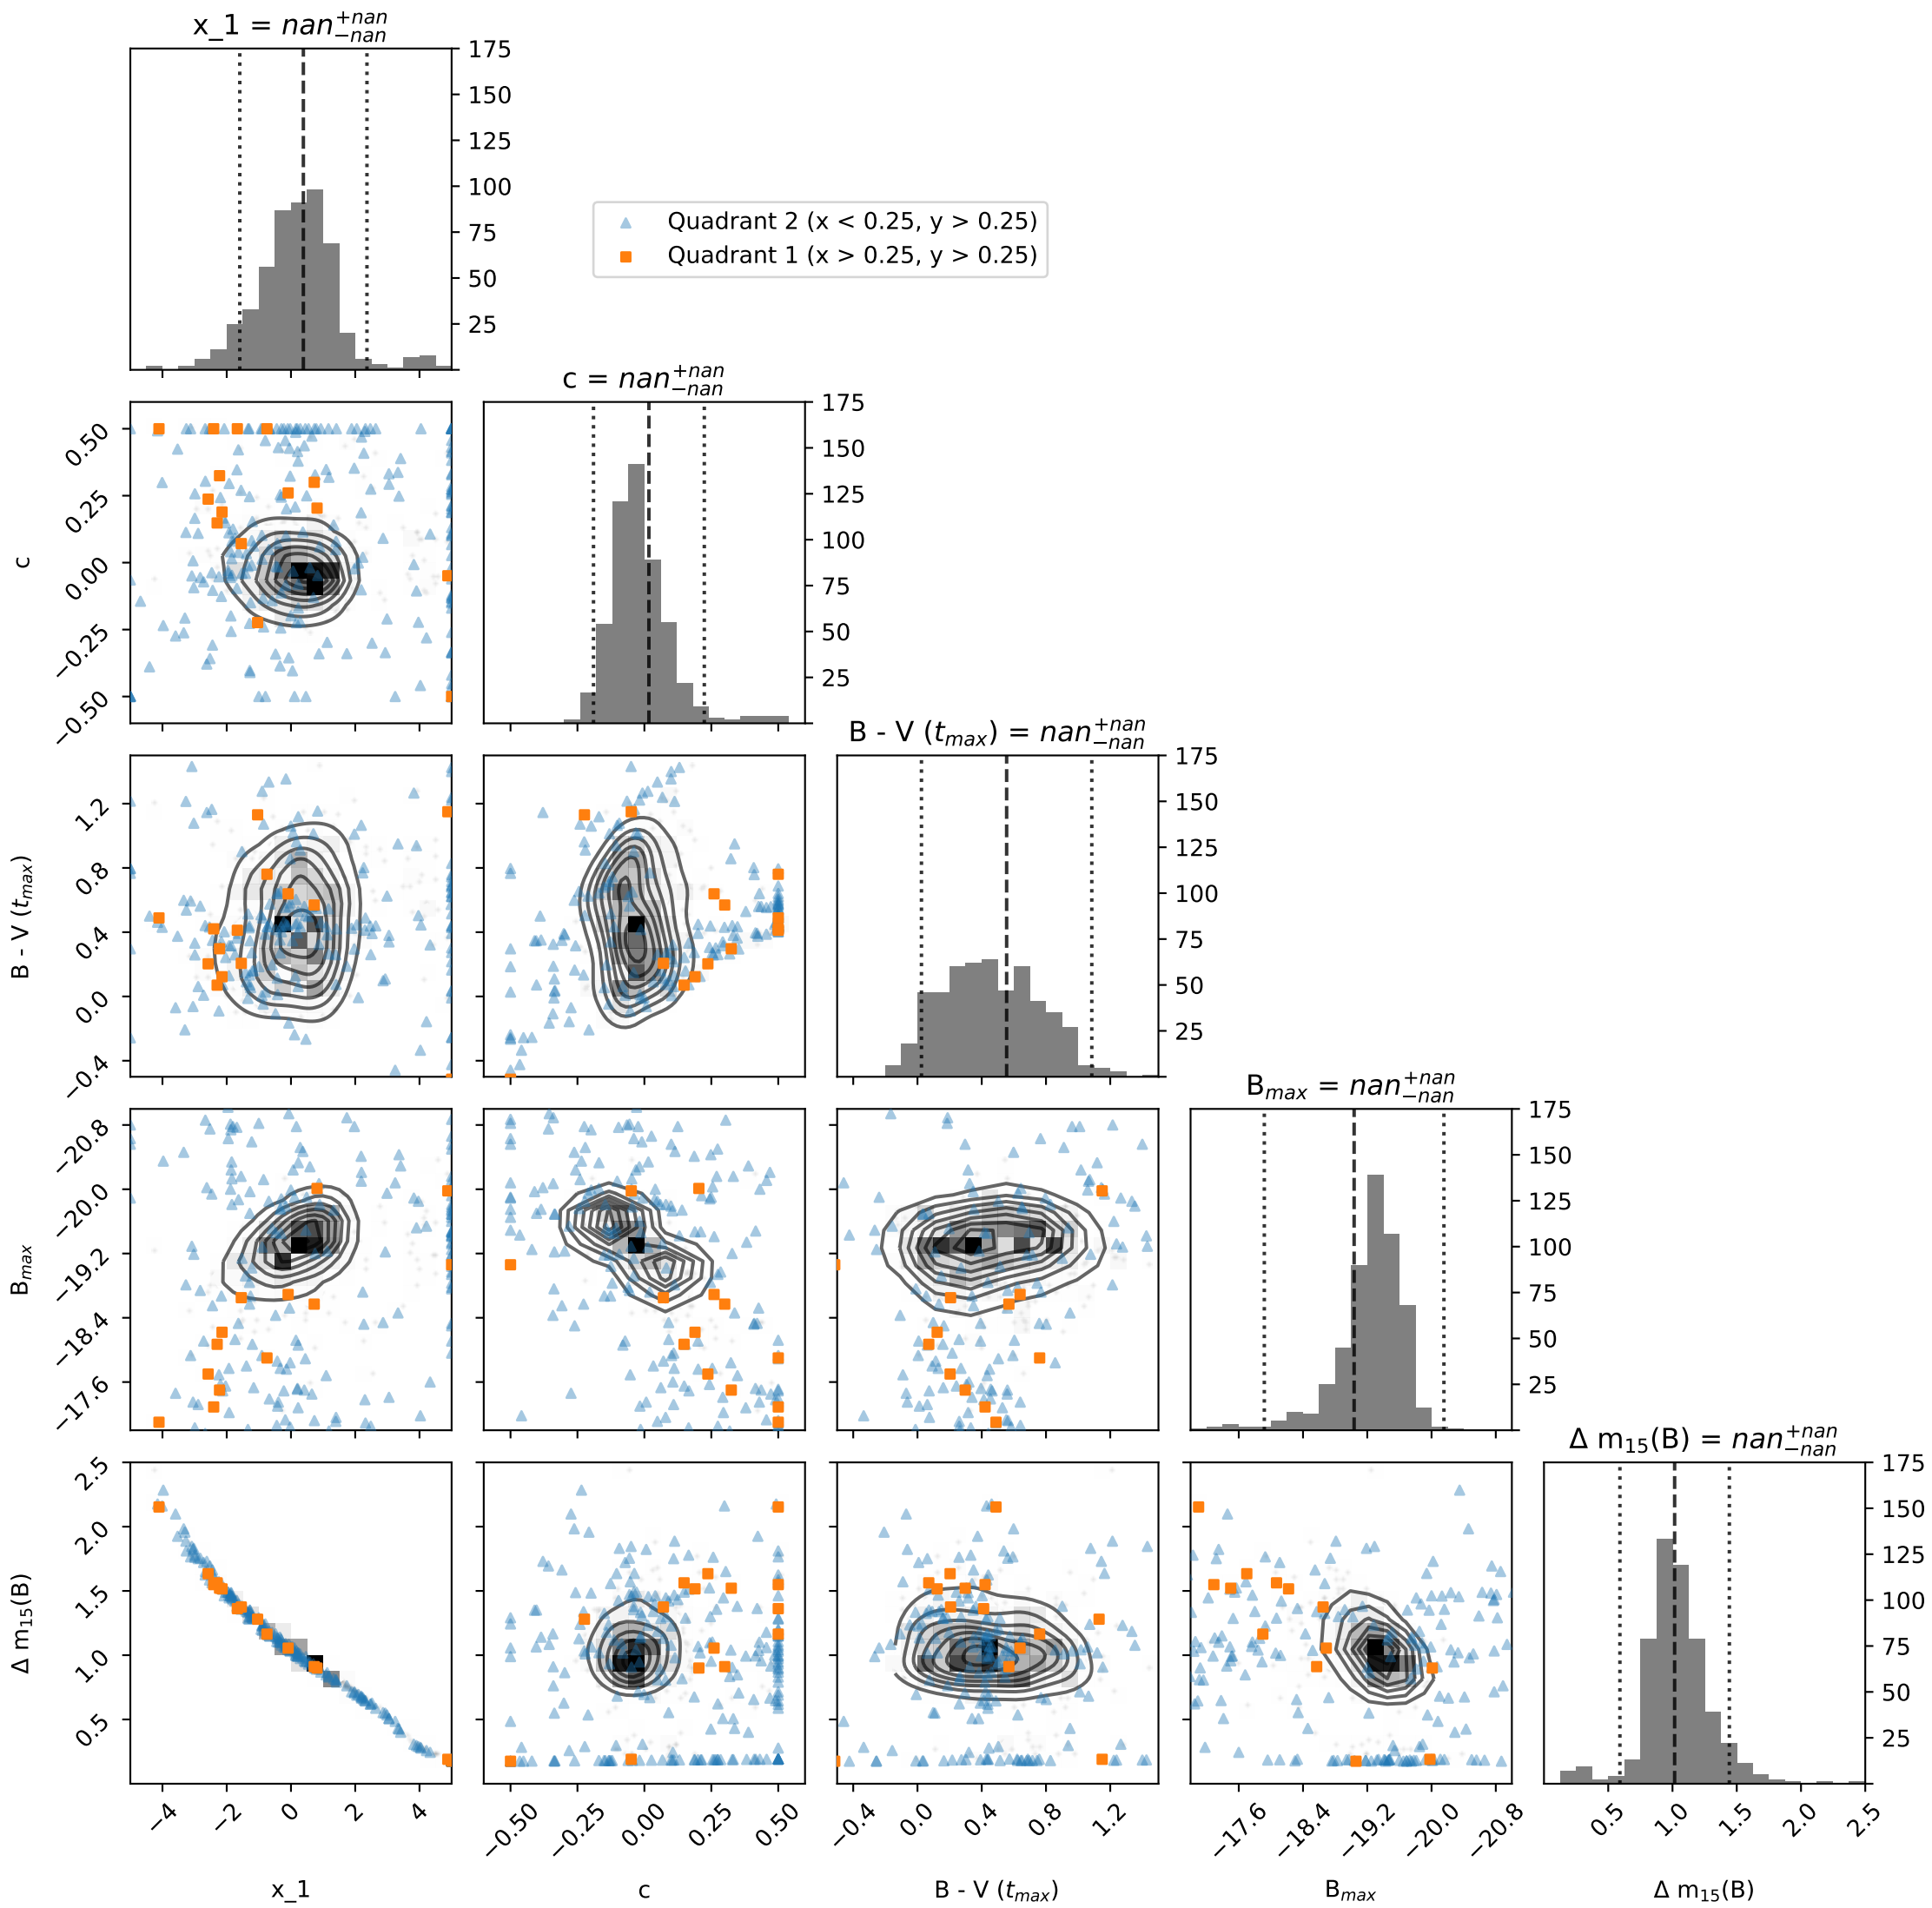 x_1 = nan +nan −nan
175
150
125
100
75
50
25
Quadrant 2 (x < 0.25, y > 0.25)
Quadrant 1 (x > 0.25, y > 0.25)
c = nan +nan −nan
175
150
125
100
75
50
25
c
0.50
0.25
0.00
−0.25
−0.50
B - V (tmax) = nan +nan −nan
175
150
125
100
75
50
25
B - V (tmax)
1.2
0.8
0.4
0.0
−0.4
Bmax = nan +nan −nan
175
150
125
100
75
50
25
Bmax
−20.8
−20.0
−19.2
−18.4
−17.6
Δ m15(B) = nan +nan −nan
175
150
125
100
75
50
25
Δ m15(B)
2.5
2.0
1.5
1.0
0.5
−4 −2 0 2 4
−0.50 −0.25 0.00 0.25 0.50
−0.4 0.0 0.4 0.8 1.2
−17.6 −18.4 −19.2 −20.0 −20.8
0.5 1.0 1.5 2.0 2.5
x_1
c
B - V (tmax)
Bmax
Δ m15(B)